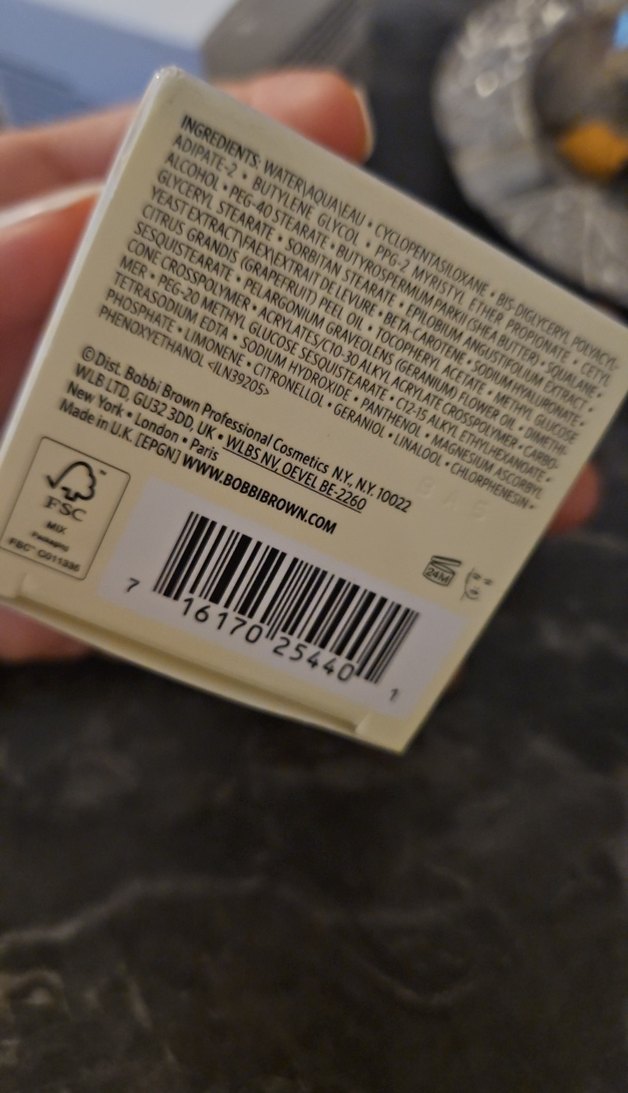 INGREDIENTS: WATER\AQUA\EAU • CYCLOPENTASILOXANE • BIS-DIGLYCERYL POLYACYL-
ADIPATE-2 • BUTYLENE GLYCOL • PPG-2 MYRISTYL ETHER PROPIONATE • CETYL
ALCOHOL • PEG-40 STEARATE • BUTYROSPERMUM PARKII (SHEA BUTTER) • SQUALANE •
GLYCERYL STEARATE • SORBITAN STEARATE • EPILOBIUM ANGUSTIFOLIUM EXTRACT •
YEAST EXTRACT\FAEX\EXTRAIT DE LEVURE • BETA-CAROTENE • SODIUM HYALURONATE •
CITRUS GRANDIS (GRAPEFRUIT) PEEL OIL • TOCOPHERYL ACETATE • METHYL GLUCOSE
SESQUISTEARATE • PELARGONIUM GRAVEOLENS (GERANIUM) FLOWER OIL • DIMETHI-
CONE CROSSPOLYMER • ACRYLATES/C10-30 ALKYL ACRYLATE CROSSPOLYMER • CARBO-
MER • PEG-20 METHYL GLUCOSE SESQUISTEARATE • C12-15 ALKYL ETHYLHEXANOATE •
TETRASODIUM EDTA • SODIUM HYDROXIDE • PANTHENOL • MAGNESIUM ASCORBYL
PHOSPHATE • LIMONENE • CITRONELLOL • GERANIOL • LINALOOL • CHLORPHENESIN •
PHENOXYETHANOL <ILN39205>
© Dist. Bobbi Brown Professional Cosmetics N.Y., N.Y. 10022
WLB LTD, GU32 3DD, UK • WLBS NV, OEVEL BE-2260
New York • London • Paris
Made in U.K. [EPGN] WWW.BOBBIBROWN.COM
FSC™
MIX
Packaging
FSC™ C011335
24M
7 16170 25440 1